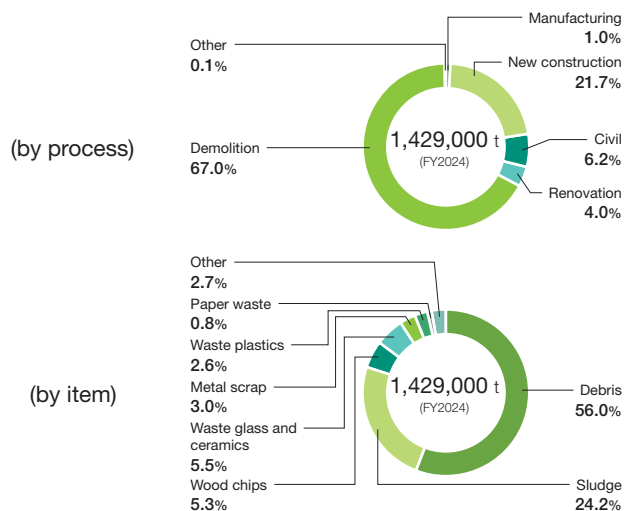 Manufacturing
1.0%
Other
0.1%
New construction
21.7%
(by process)
Demolition
67.0%
1,429,000 t
(FY2024)
Civil
6.2%
Renovation
4.0%
Other
2.7%
Paper waste
0.8%
Waste plastics
2.6%
(by item)
Metal scrap
3.0%
1,429,000 t
(FY2024)
Debris
56.0%
Waste glass and
ceramics
5.5%
Wood chips
5.3%
Sludge
24.2%